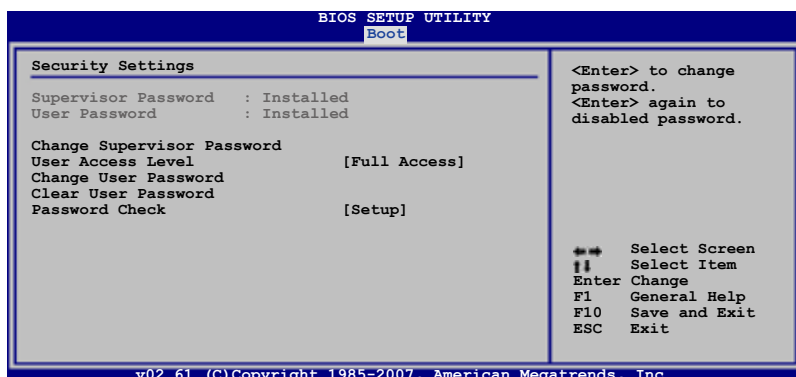 BIOS SETUP UTILITY
Boot
Security Settings
Supervisor Password : Installed
User Password : Installed
Change Supervisor Password
User Access Level [Full Access]
Change User Password
Clear User Password
Password Check [Setup]
<Enter> to change
password.
<Enter> again to
disabled password.
←→ Select Screen
↑↓ Select Item
Enter Change
F1 General Help
F10 Save and Exit
ESC Exit
v02.61 (C)Copyright 1985-2007, American Megatrends, Inc.